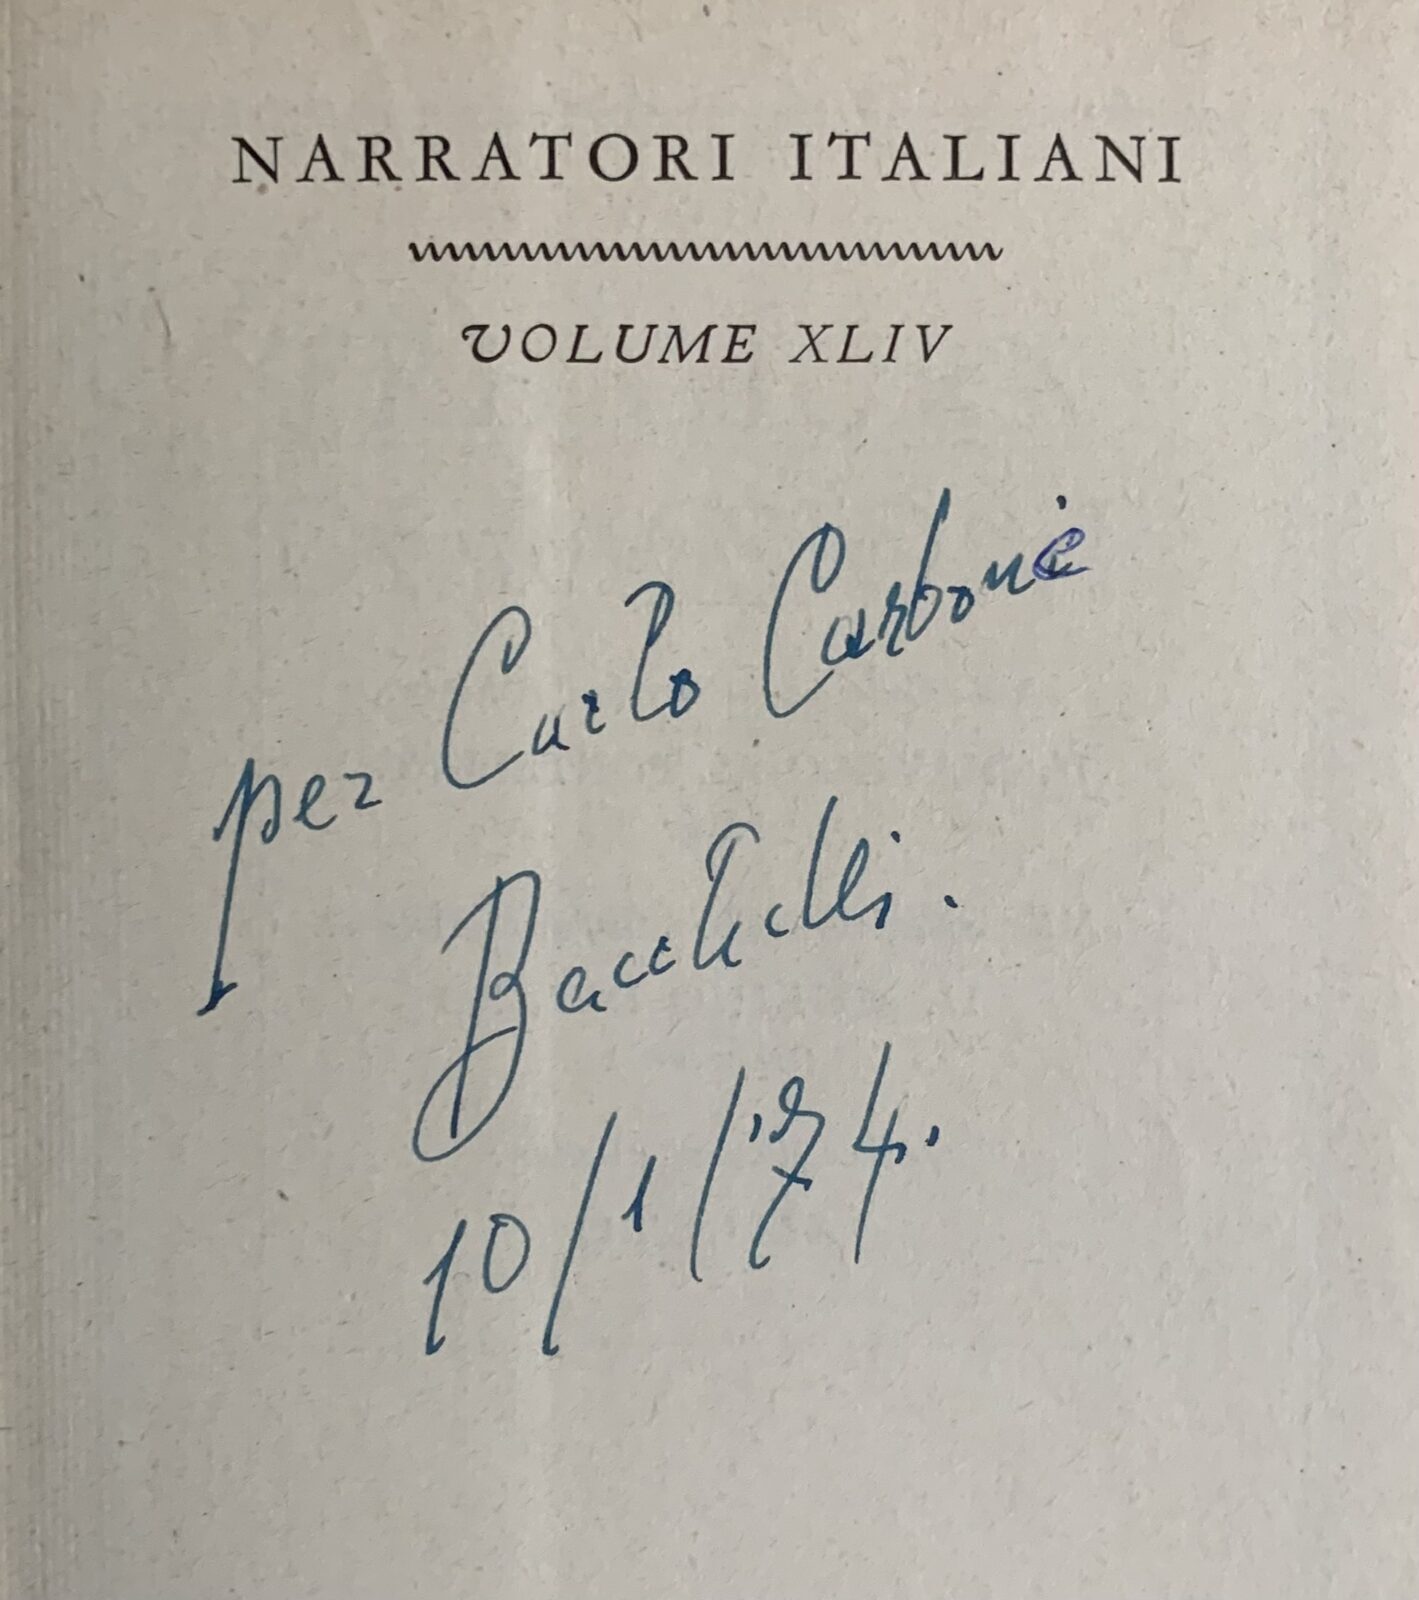 NARRATORI ITALIANI
VOLUME XLIV
per Carlo Carbone
Bacchelli.
10/1/'74.